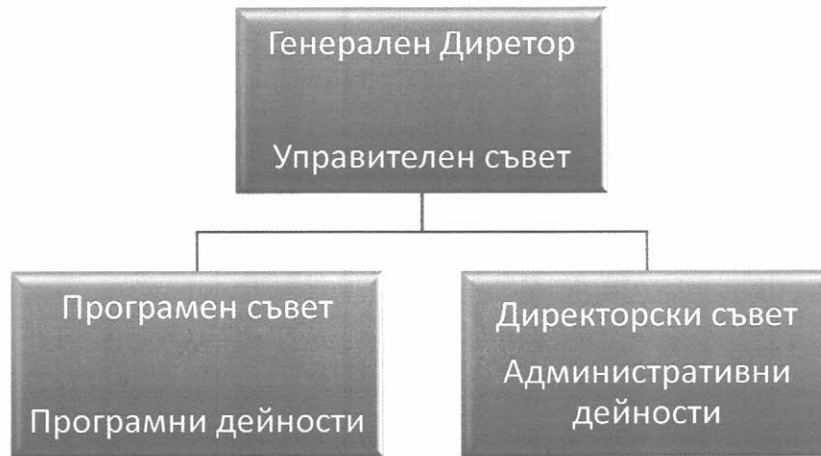 Генерален Диретор
Управителен съвет
Програмен съвет
Програмни дейности
Директорски съвет
Административни
дейности